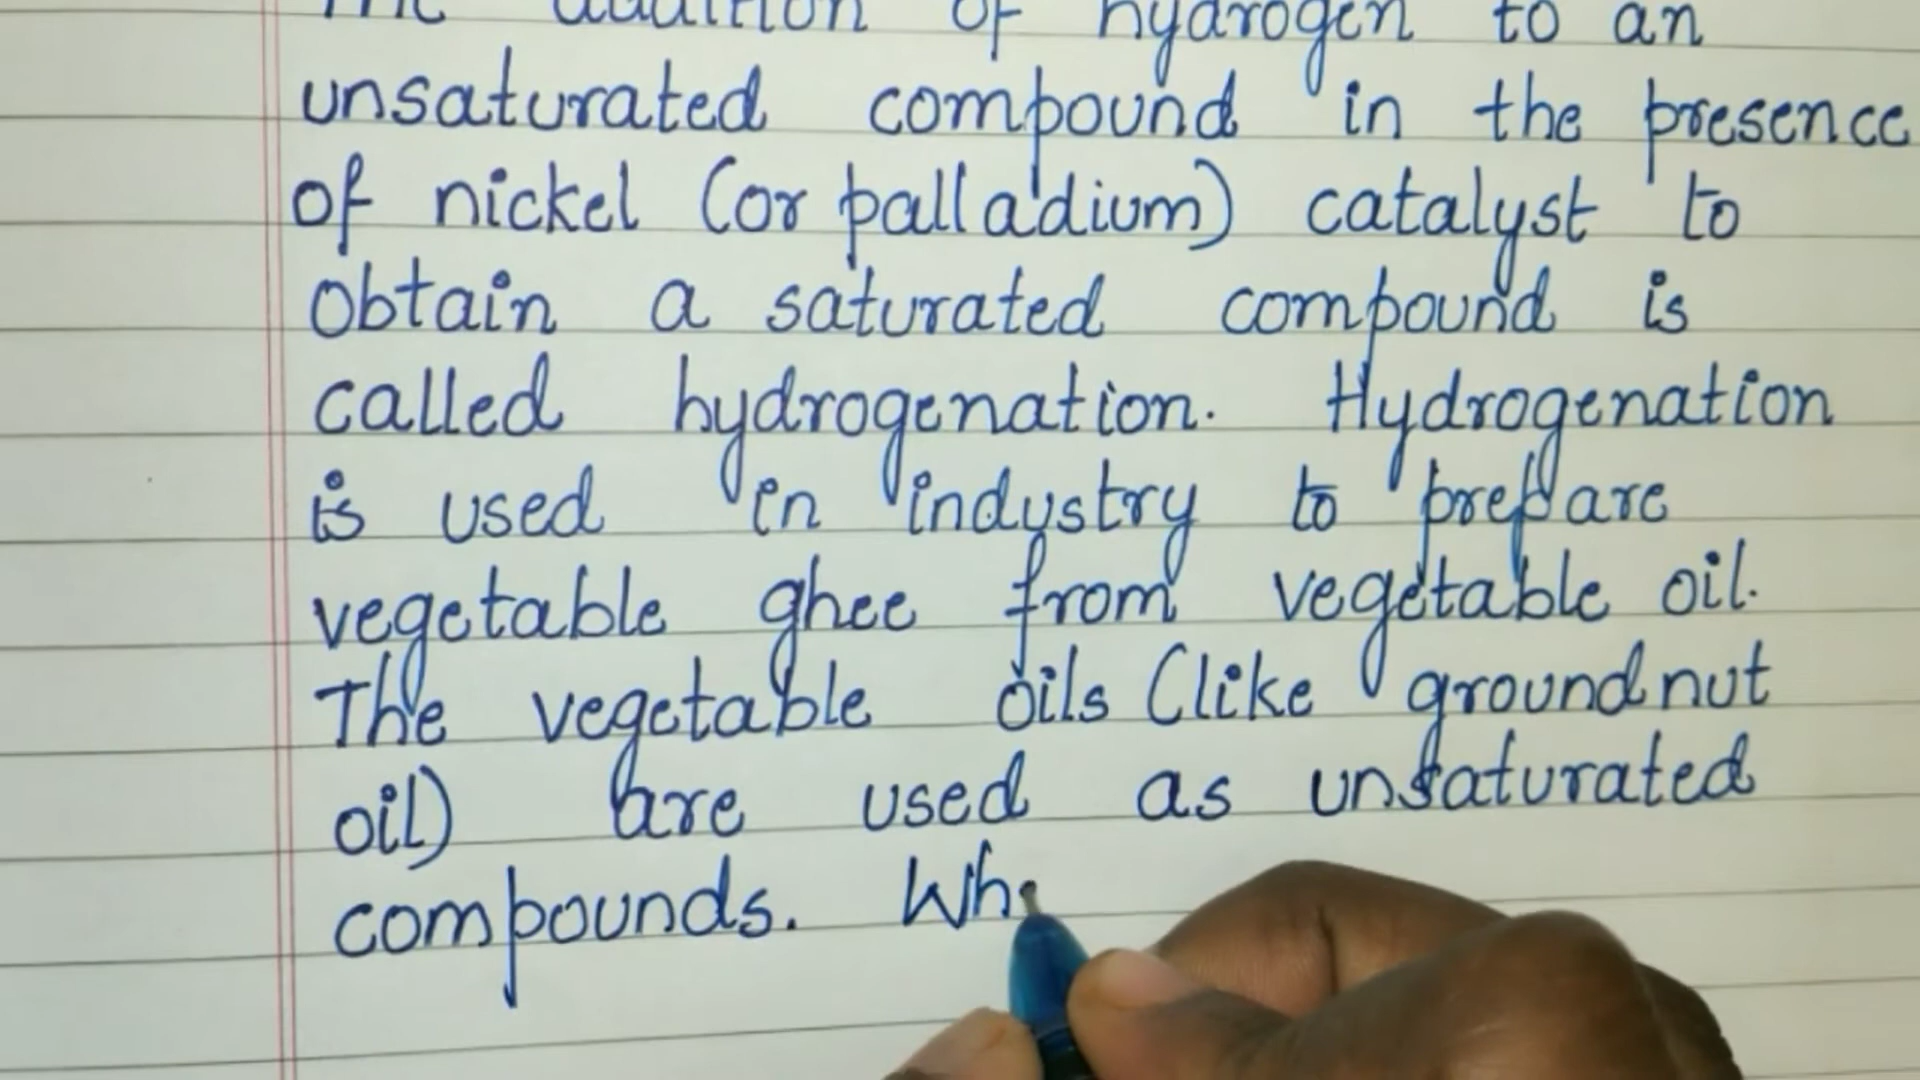 The addition of hydrogen to an
unsaturated compound in the presence
of nickel (or palladium) catalyst to
obtain a saturated compound is
called hydrogenation. Hydrogenation
is used in industry to prepare
vegetable ghee from vegetable oil.
The vegetable oils (like groundnut
oil) are used as unsaturated
compounds. Wh